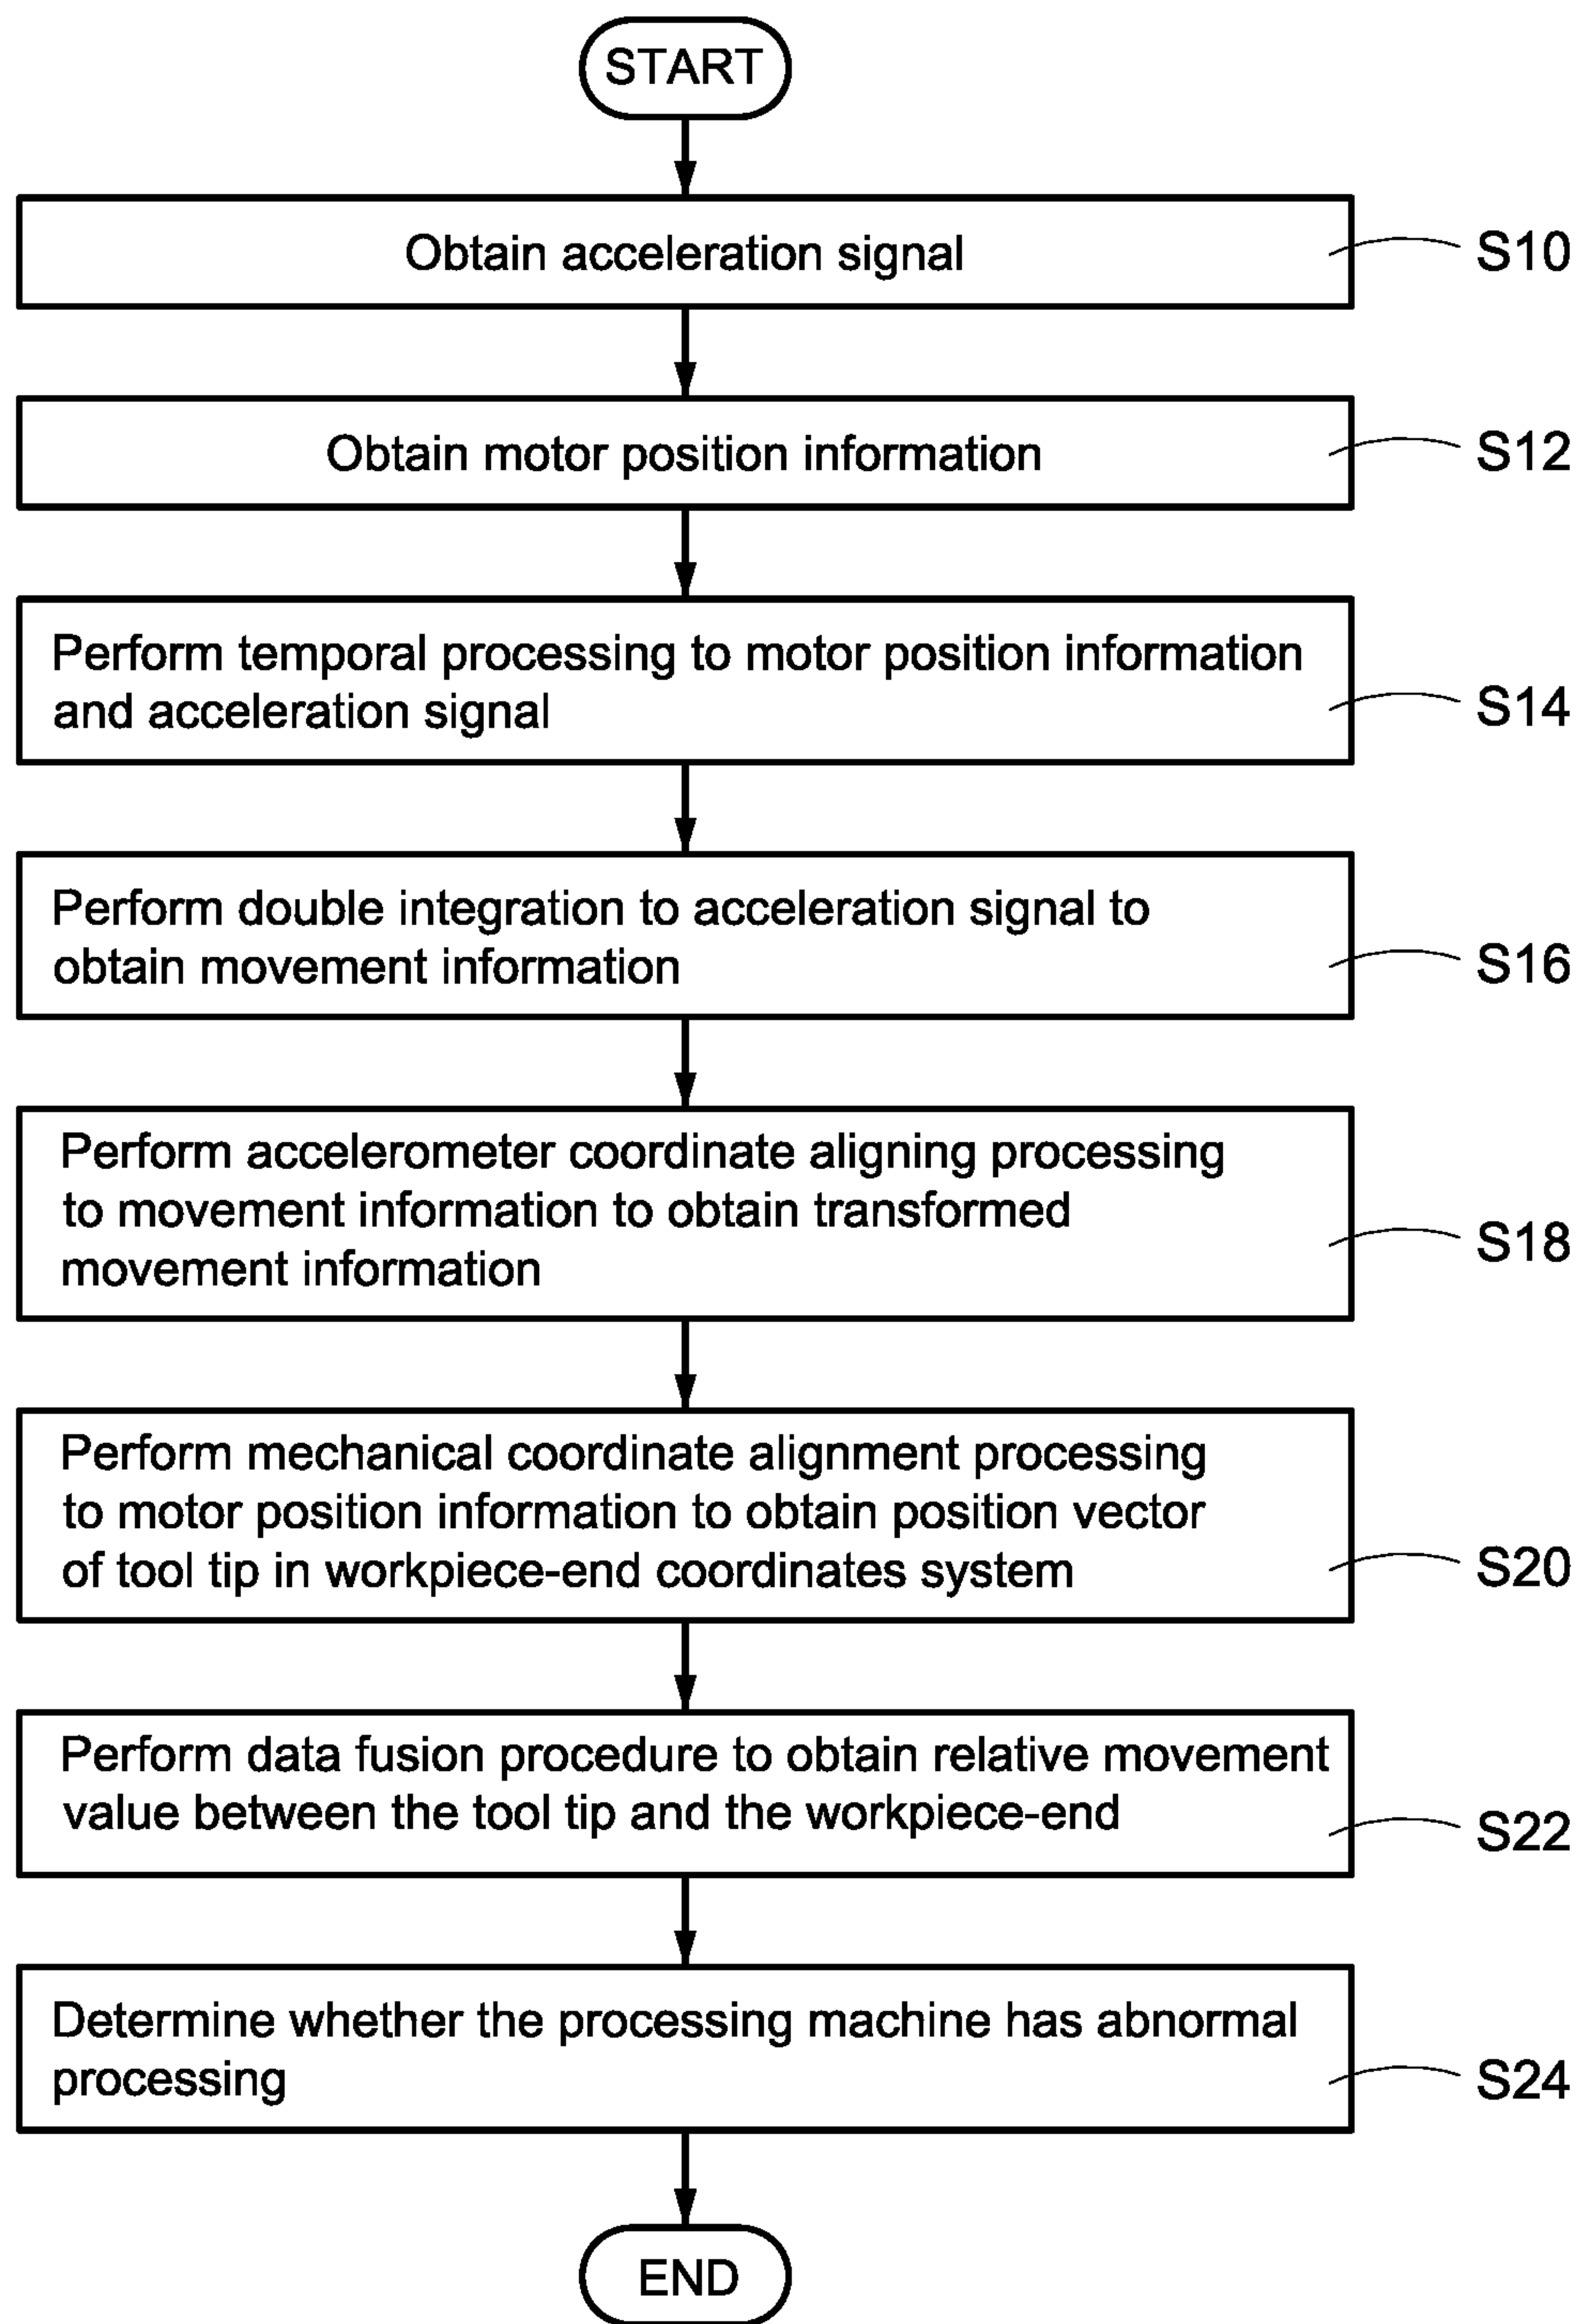 START
Obtain acceleration signal
S10
Obtain motor position information
S12
Perform temporal processing to motor position information
and acceleration signal
S14
Perform double integration to acceleration signal to
obtain movement information
S16
Perform accelerometer coordinate aligning processing
to movement information to obtain transformed
movement information
S18
Perform mechanical coordinate alignment processing
to motor position information to obtain position vector
of tool tip in workpiece-end coordinates system
S20
Perform data fusion procedure to obtain relative movement
value between the tool tip and the workpiece-end
S22
Determine whether the processing machine has abnormal
processing
S24
END